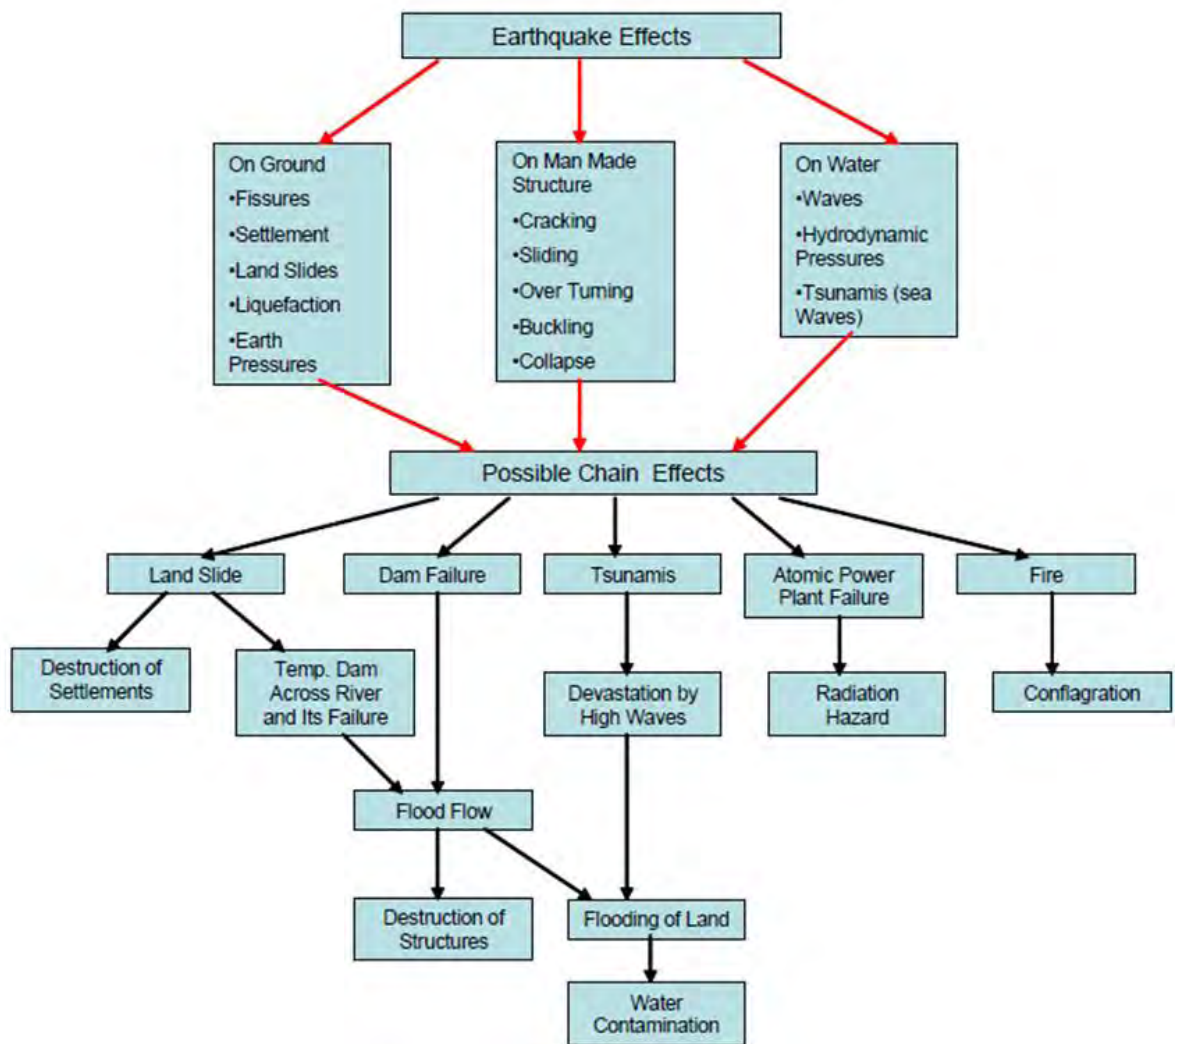 Earthquake Effects
On Ground
•Fissures
•Settlement
•Land Slides
•Liquefaction
•Earth
Pressures
On Man Made
Structure
•Cracking
•Sliding
•Over Turning
•Buckling
•Collapse
On Water
•Waves
•Hydrodynamic
Pressures
•Tsunamis (sea
Waves)
Possible Chain Effects
Land Slide
Dam Failure
Tsunamis
Atomic Power
Plant Failure
Fire
Destruction of
Settlements
Temp. Dam
Across River
and Its Failure
Devastation by
High Waves
Radiation
Hazard
Conflagration
Flood Flow
Destruction of
Structures
Flooding of Land
Water
Contamination